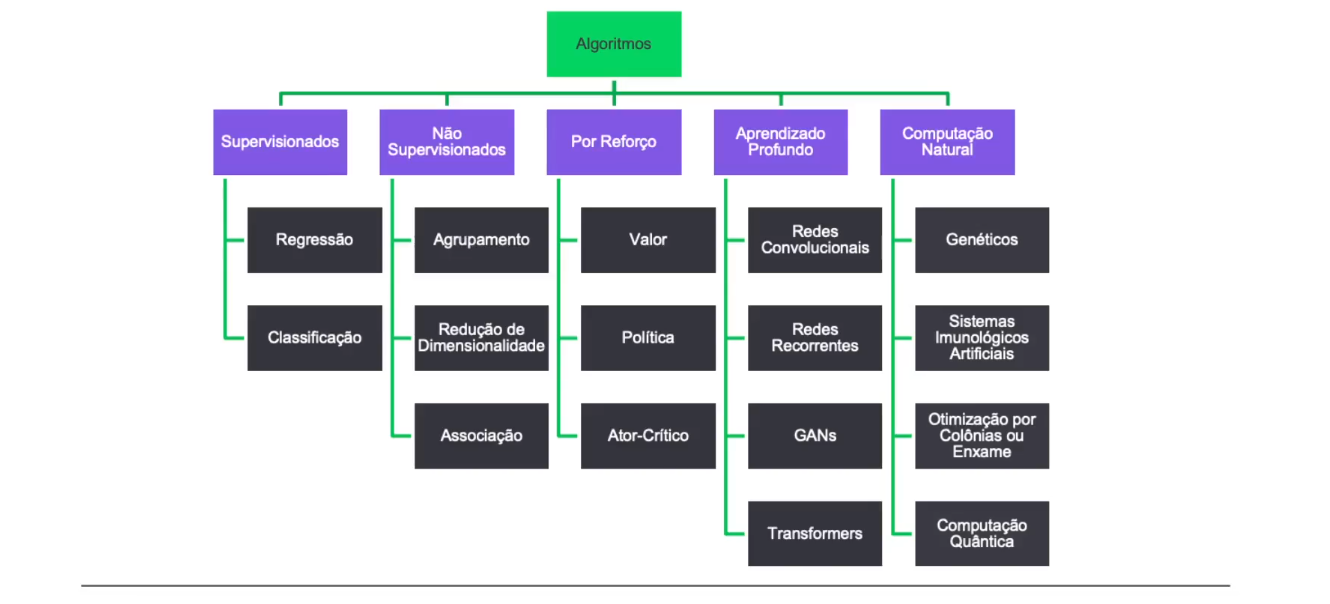 Algoritmos
Supervisionados
Não
Supervisionados
Por Reforço
Aprendizado
Profundo
Computação
Natural
Regressão
Agrupamento
Valor
Redes
Convolucionais
Genéticos
Classificação
Redução de
Dimensionalidade
Política
Redes
Recorrentes
Sistemas
Imunológicos
Artificiais
Associação
Ator-Crítico
GANs
Otimização por
Colônias ou
Enxame
Transformers
Computação
Quântica